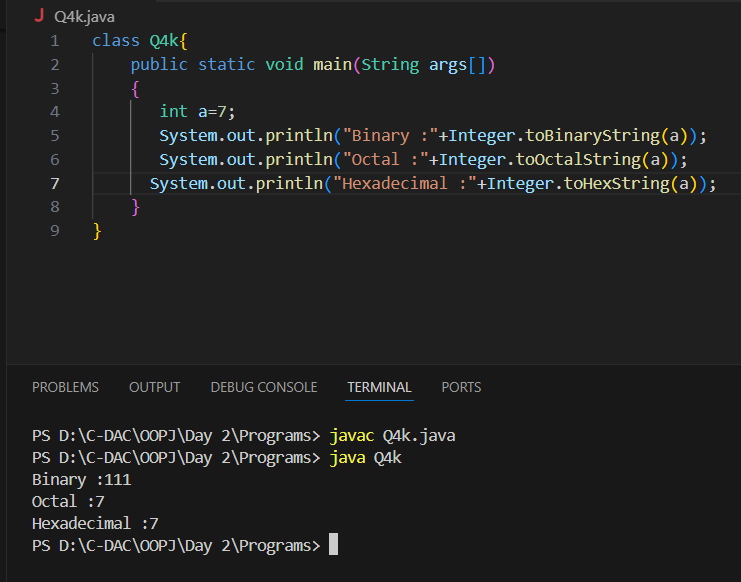 J Q4k.java
1 class Q4k{
2 public static void main(String args[])
3 {
4 int a=7;
5 System.out.println("Binary :"+Integer.toBinaryString(a));
6 System.out.println("Octal :"+Integer.toOctalString(a));
7 System.out.println("Hexadecimal :"+Integer.toHexString(a));
8 }
9 }
PROBLEMS OUTPUT DEBUG CONSOLE TERMINAL PORTS
PS D:\C-DAC\OOPJ\Day 2\Programs> javac Q4k.java
PS D:\C-DAC\OOPJ\Day 2\Programs> java Q4k
Binary :111
Octal :7
Hexadecimal :7
PS D:\C-DAC\OOPJ\Day 2\Programs>